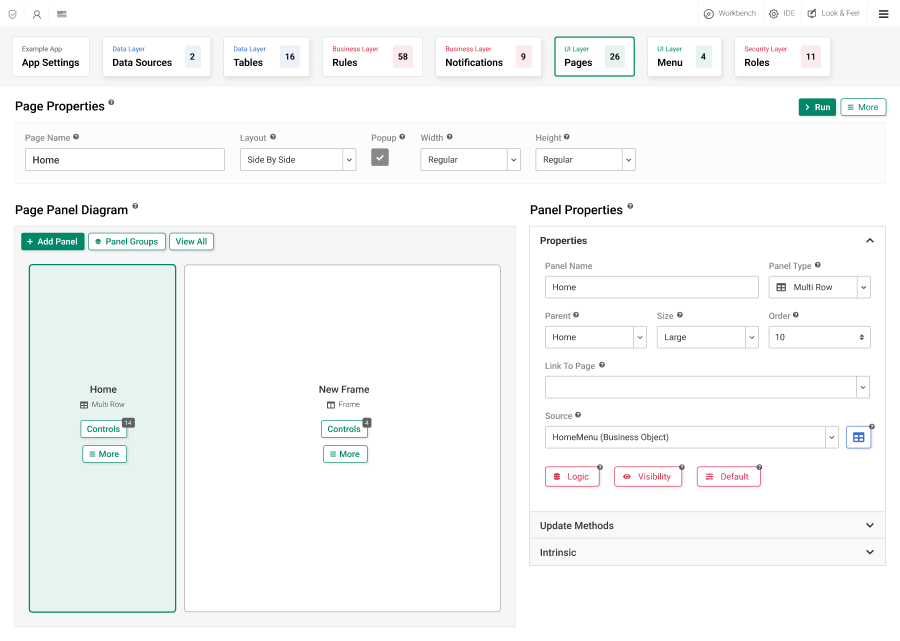 Workbench
IDE
Look & Feel
Example App
App Settings
Data Layer
Data Sources
2
Data Layer
Tables
16
Business Layer
Rules
58
Business Layer
Notifications
9
UI Layer
Pages
26
UI Layer
Menu
4
Security Layer
Roles
11
Page Properties
Run
More
Page Name
Layout
Popup
Width
Height
Home
Side By Side
Regular
Regular
Page Panel Diagram
Add Panel
Panel Groups
View All
Home
Multi Row
Controls
14
More
New Frame
Frame
Controls
4
More
Panel Properties
Properties
Panel Name
Panel Type
Home
Multi Row
Parent
Size
Order
Home
Large
10
Link To Page
Source
HomeMenu (Business Object)
Logic
Visibility
Default
Update Methods
Intrinsic